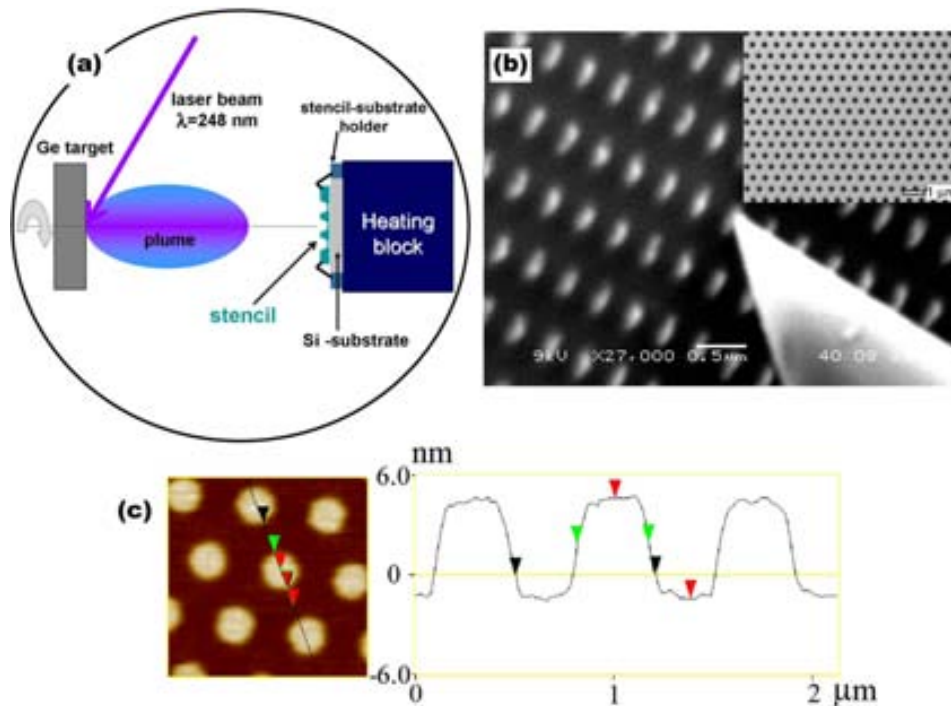 (a)
laser beam
λ=248 nm
stencil-substrate
holder
Ge target
plume
Heating
block
stencil
Si -substrate
(b)
9kV X27,000 0.5μm
(c)
nm
6.0
0
-6.0
0 1 2 μm